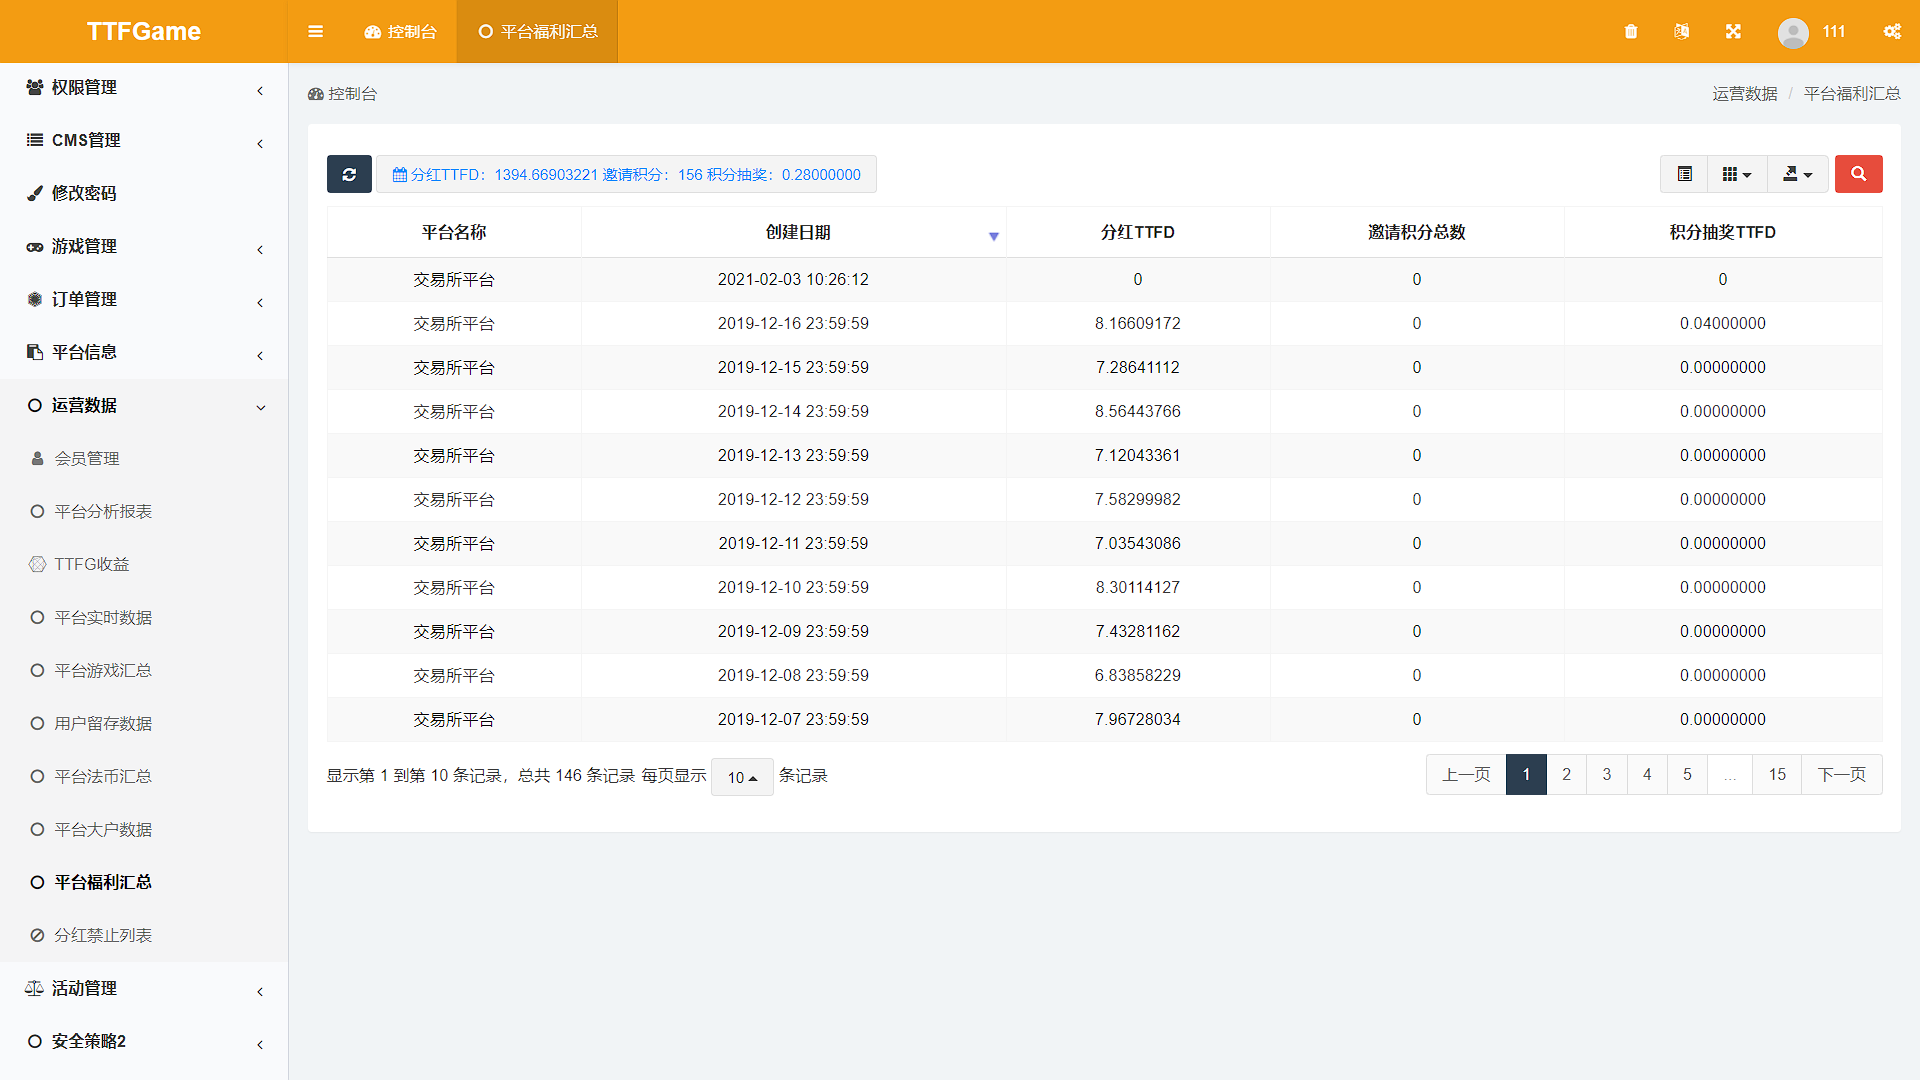 TTFGame
控制台
平台福利汇总
111
权限管理
CMS管理
修改密码
游戏管理
订单管理
平台信息
运营数据
会员管理
平台分析报表
TTFG收益
平台实时数据
平台游戏汇总
用户留存数据
平台法币汇总
平台大户数据
平台福利汇总
分红禁止列表
活动管理
安全策略2
控制台
运营数据 / 平台福利汇总
分红TTFD：1394.66903221 邀请积分：156 积分抽奖：0.28000000
平台名称 创建日期 分红TTFD 邀请积分总数 积分抽奖TTFD
交易所平台 2021-02-03 10:26:12 0 0 0
交易所平台 2019-12-16 23:59:59 8.16609172 0 0.04000000
交易所平台 2019-12-15 23:59:59 7.28641112 0 0.00000000
交易所平台 2019-12-14 23:59:59 8.56443766 0 0.00000000
交易所平台 2019-12-13 23:59:59 7.12043361 0 0.00000000
交易所平台 2019-12-12 23:59:59 7.58299982 0 0.00000000
交易所平台 2019-12-11 23:59:59 7.03543086 0 0.00000000
交易所平台 2019-12-10 23:59:59 8.30114127 0 0.00000000
交易所平台 2019-12-09 23:59:59 7.43281162 0 0.00000000
交易所平台 2019-12-08 23:59:59 6.83858229 0 0.00000000
交易所平台 2019-12-07 23:59:59 7.96728034 0 0.00000000
显示第 1 到第 10 条记录，总共 146 条记录 每页显示 10 条记录
上一页 1 2 3 4 5 ... 15 下一页